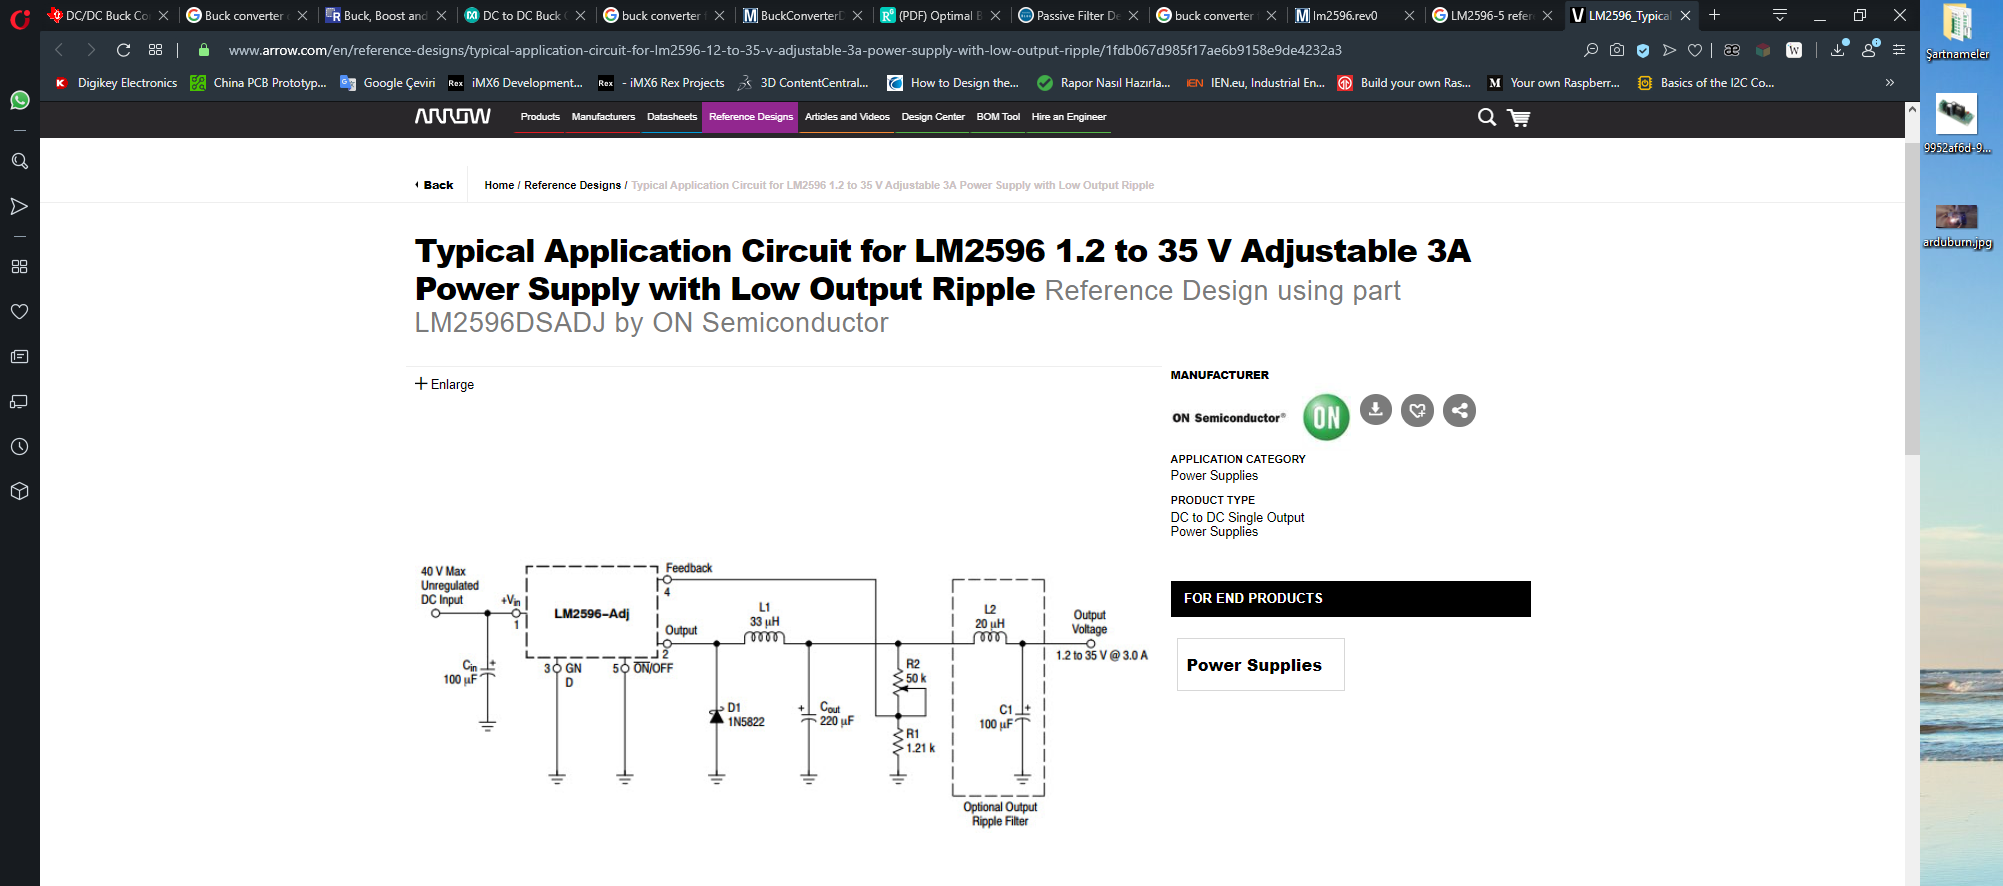 DC/DC Buck Co
Buck converter
Buck, Boost and
DC to DC Buck
buck converter
BuckConverterD
(PDF) Optimal B
Passive Filter De
buck converter
lm2596.rev0
LM2596-5 refer
LM2596_Typical
www.arrow.com/en/reference-designs/typical-application-circuit-for-lm2596-12-to-35-v-adjustable-3a-power-supply-with-low-output-ripple/1fdb067d985f17ae6b9158e9de4232a3
Digikey Electronics
China PCB Prototyp...
Google Çeviri
Rex iMX6 Development...
Rex - iMX6 Rex Projects
3D ContentCentral...
How to Design the...
Rapor Nasıl Hazırla...
IEN IEN.eu, Industrial En...
Build your own Ras...
M Your own Raspberr...
Basics of the I2C Co...
Şartnameler
9952af6d-9...
arduburn.jpg
ARROW
Products
Manufacturers
Datasheets
Reference Designs
Articles and Videos
Design Center
BOM Tool
Hire an Engineer
Back
Home / Reference Designs / Typical Application Circuit for LM2596 1.2 to 35 V Adjustable 3A Power Supply with Low Output Ripple
Typical Application Circuit for LM2596 1.2 to 35 V Adjustable 3A
Power Supply with Low Output Ripple Reference Design using part
LM2596DSADJ by ON Semiconductor
+ Enlarge
MANUFACTURER
ON Semiconductor®
ON
APPLICATION CATEGORY
Power Supplies
PRODUCT TYPE
DC to DC Single Output
Power Supplies
FOR END PRODUCTS
Power Supplies
40 V Max
Unregulated
DC Input
+Vin
1
LM2596-Adj
Feedback
4
Output
2
3
GN
D
5
ON/OFF
Cin
100 µF
+
L1
33 µH
D1
1N5822
+
Cout
220 µF
R2
50 k
R1
1.21 k
L2
20 µH
C1
100 µF
+
Output
Voltage
1.2 to 35 V @ 3.0 A
Optional Output
Ripple Filter